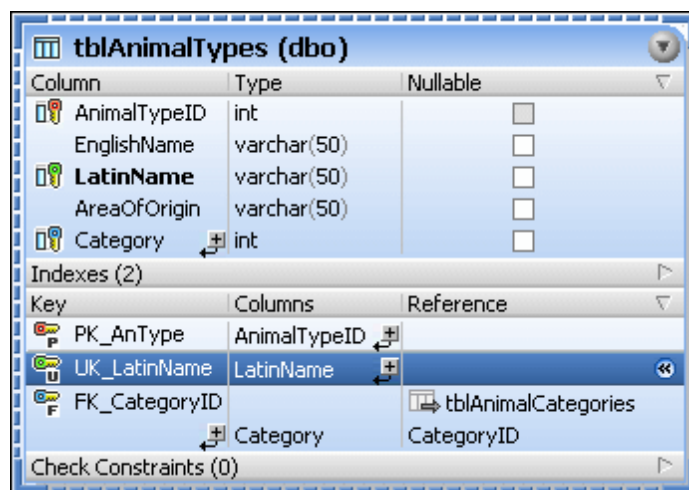 tblAnimalTypes (dbo)
Column Type Nullable
AnimalTypeID int
EnglishName varchar(50)
LatinName varchar(50)
AreaOfOrigin varchar(50)
Category int
Indexes (2)
Key Columns Reference
P PK_AnType AnimalTypeID
U UK_LatinName LatinName
F FK_CategoryID tblAnimalCategories
Category CategoryID
Check Constraints (0)